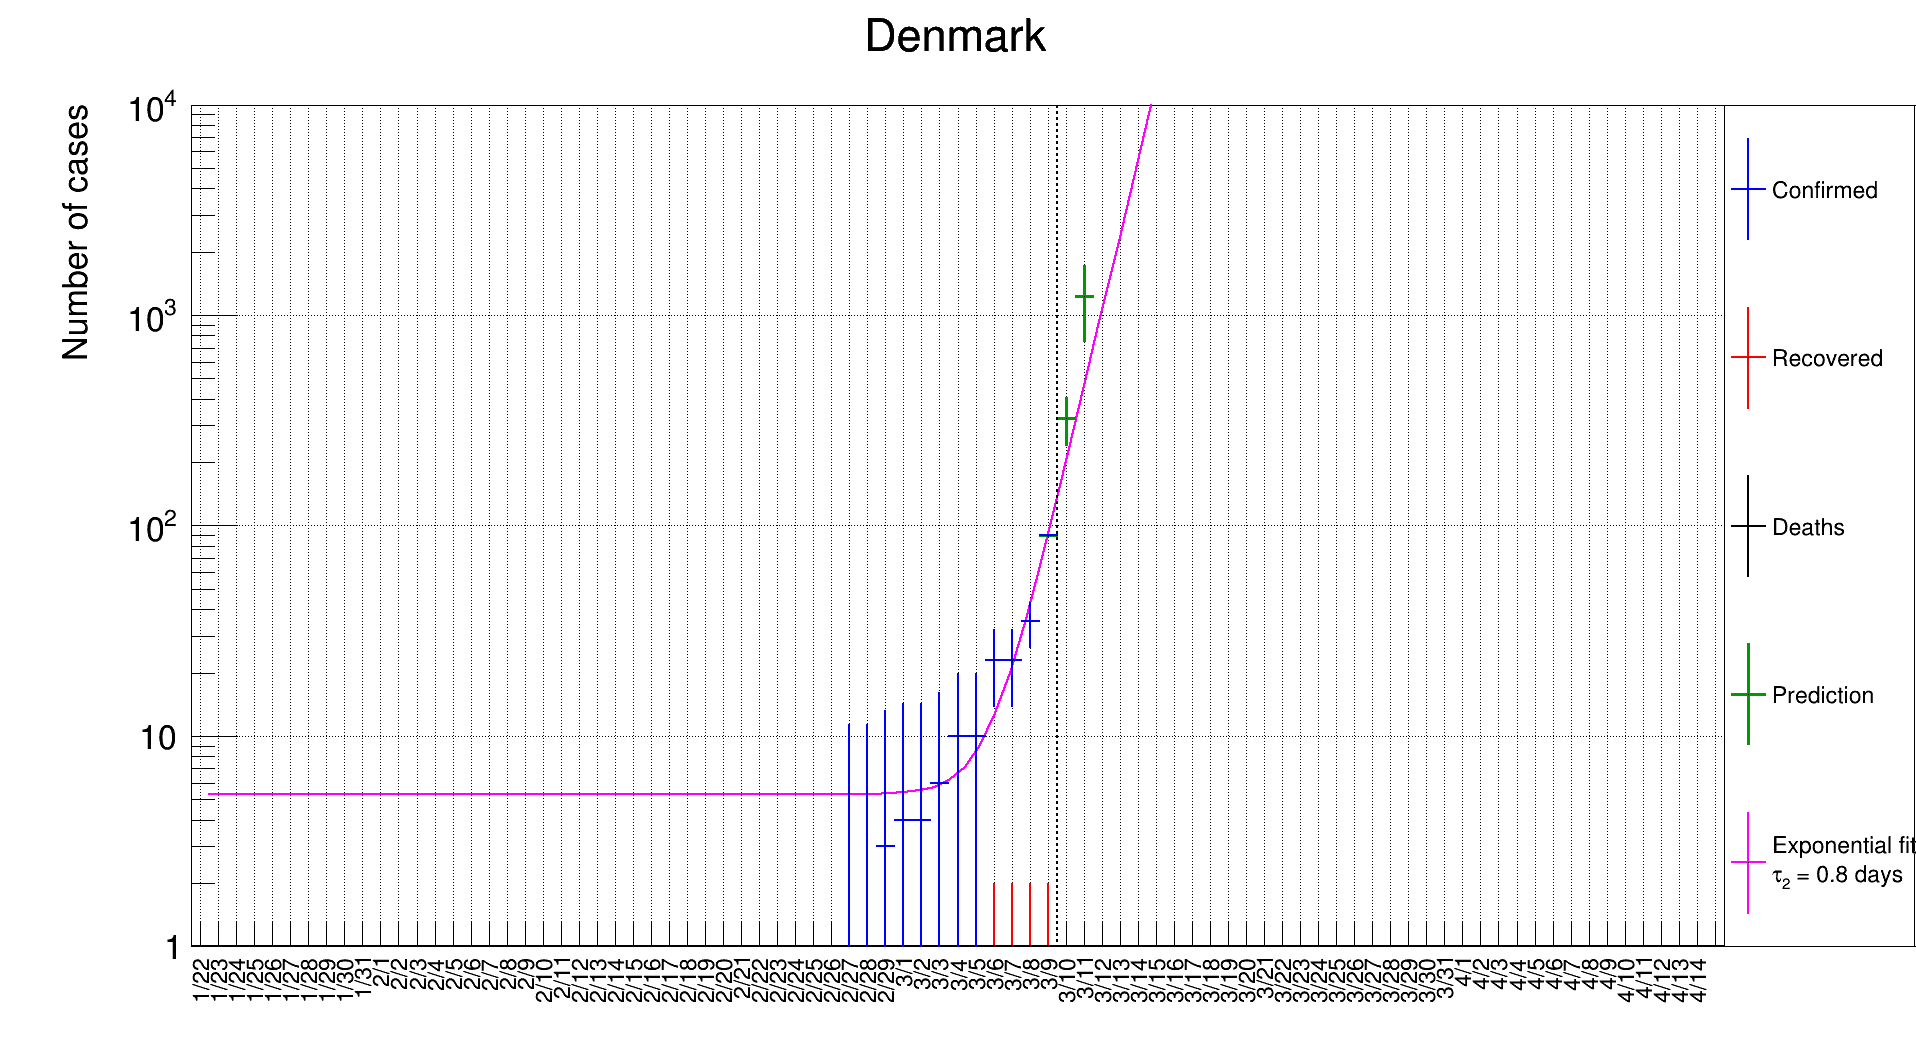 Denmark
Number of cases
10^4
10^3
10^2
10
1
1/22 1/23 1/24 1/25 1/26 1/27 1/28 1/29 1/30 1/31 2/1 2/2 2/3 2/4 2/5 2/6 2/7 2/8 2/9 2/10 2/11 2/12 2/13 2/14 2/15 2/16 2/17 2/18 2/19 2/20 2/21 2/22 2/23 2/24 2/25 2/26 2/27 2/28 2/29 3/1 3/2 3/3 3/4 3/5 3/6 3/7 3/8 3/9 3/10 3/11 3/12 3/13 3/14 3/15 3/16 3/17 3/18 3/19 3/20 3/21 3/22 3/23 3/24 3/25 3/26 3/27 3/28 3/29 3/30 3/31 4/1 4/2 4/3 4/4 4/5 4/6 4/7 4/8 4/9 4/10 4/11 4/12 4/13 4/14
Confirmed
Recovered
Deaths
Prediction
Exponential fit
τ₂ = 0.8 days